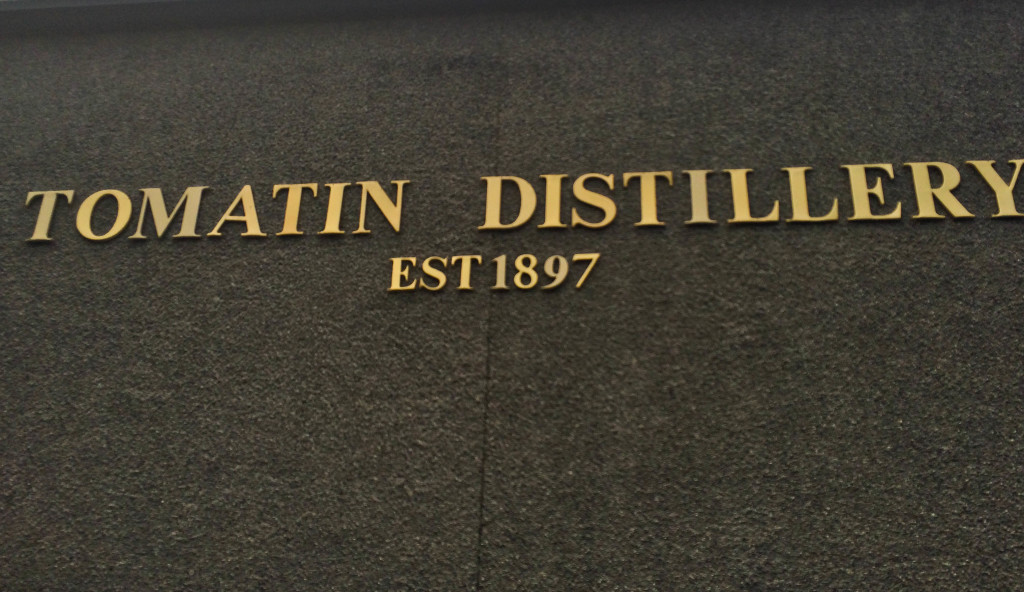 TOMATIN DISTILLERY
EST 1897